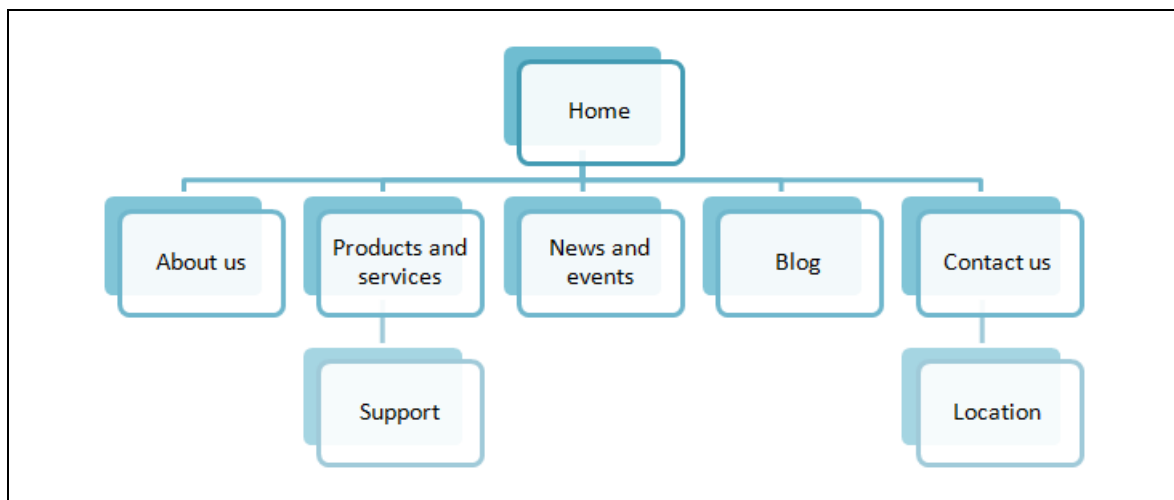 Home
About us
Products and
services
News and
events
Blog
Contact us
Support
Location